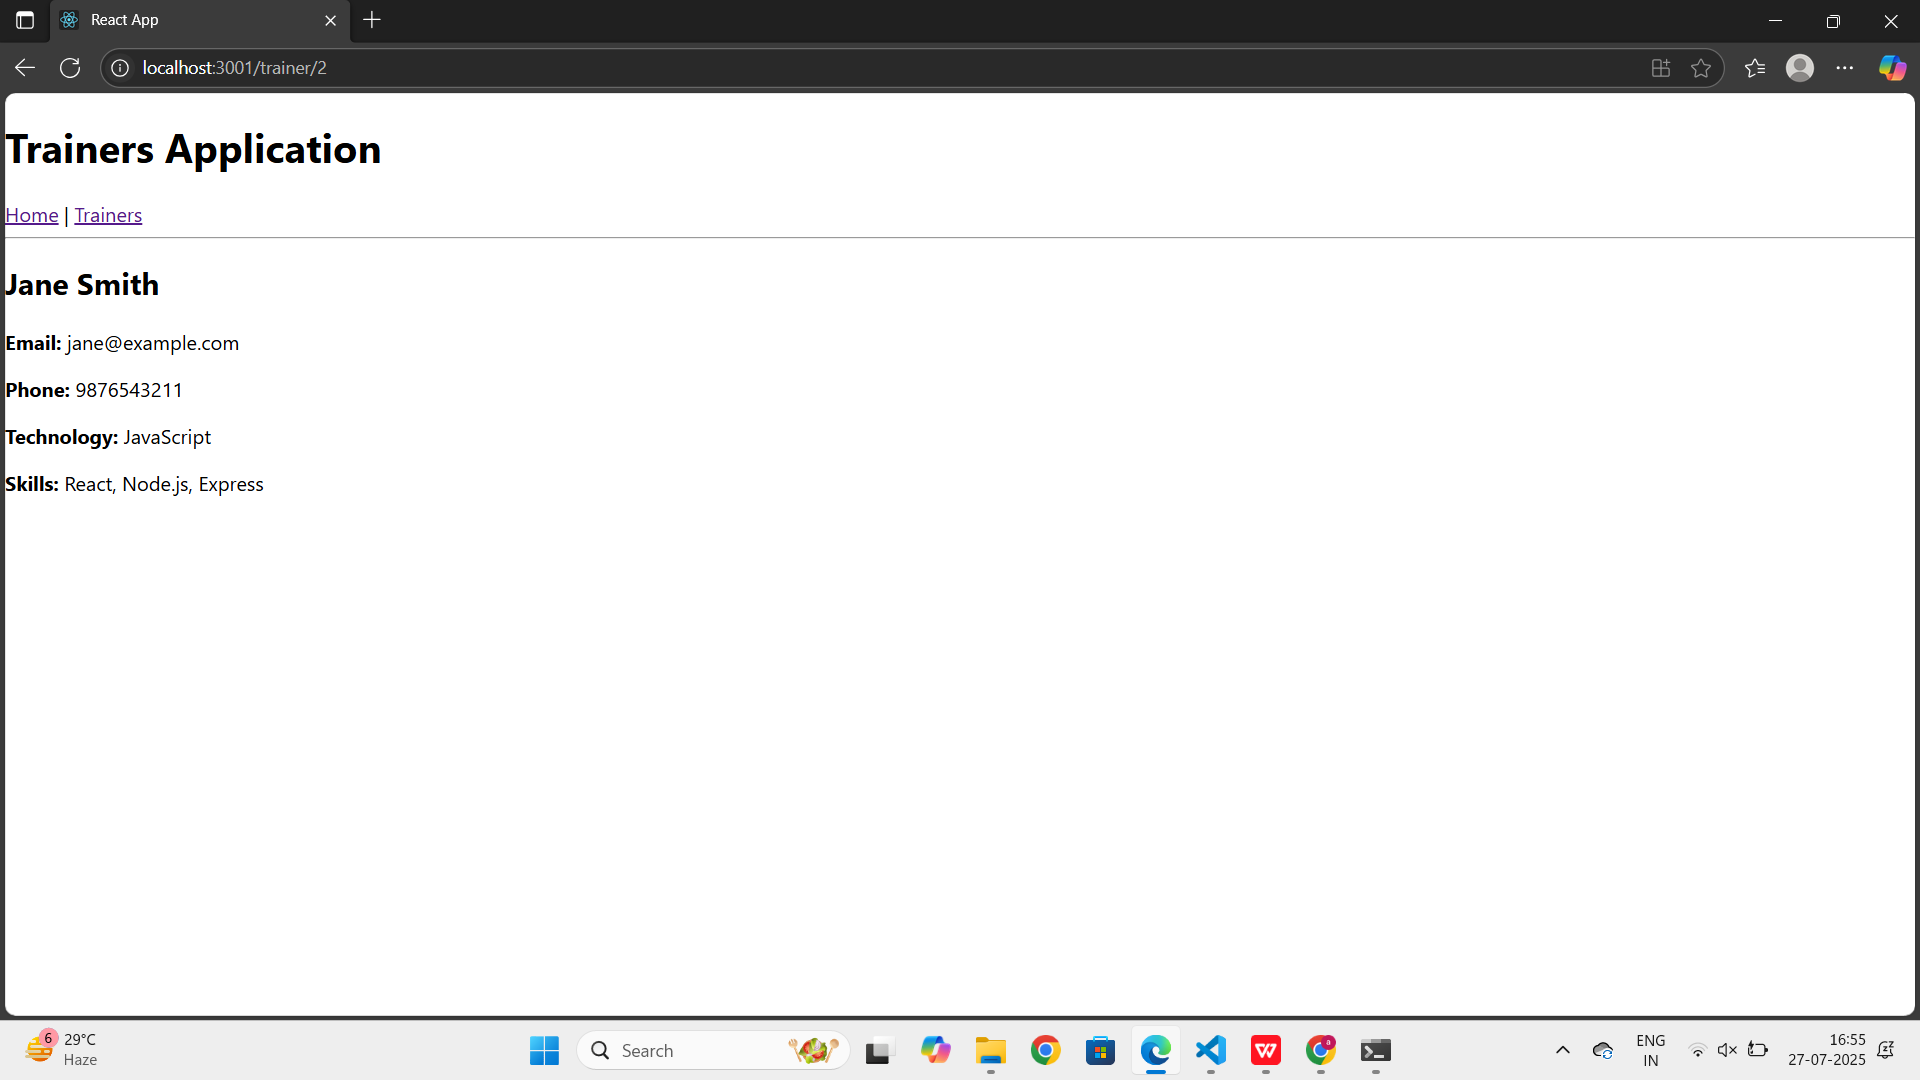 React App
localhost:3001/trainer/2
Trainers Application
Home | Trainers
Jane Smith
Email: jane@example.com
Phone: 9876543211
Technology: JavaScript
Skills: React, Node.js, Express
6
29°C
Haze
Search
a
ENG
IN
16:55
27-07-2025